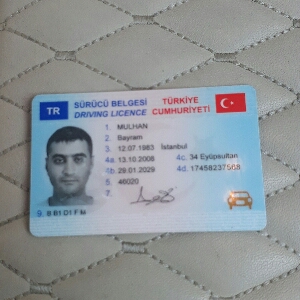 TR
SÜRÜCÜ BELGESİ TÜRKİYE
DRIVING LICENCE CUMHURİYETİ
1. MULHAN
2. Bayram
3. 12.07.1983 İstanbul
4a. 13.10.2008 4c. 34 Eyüpsultan
4b 29.01.2029 4d. 17458237568
5 46020
7.
9. B B1 D1 F